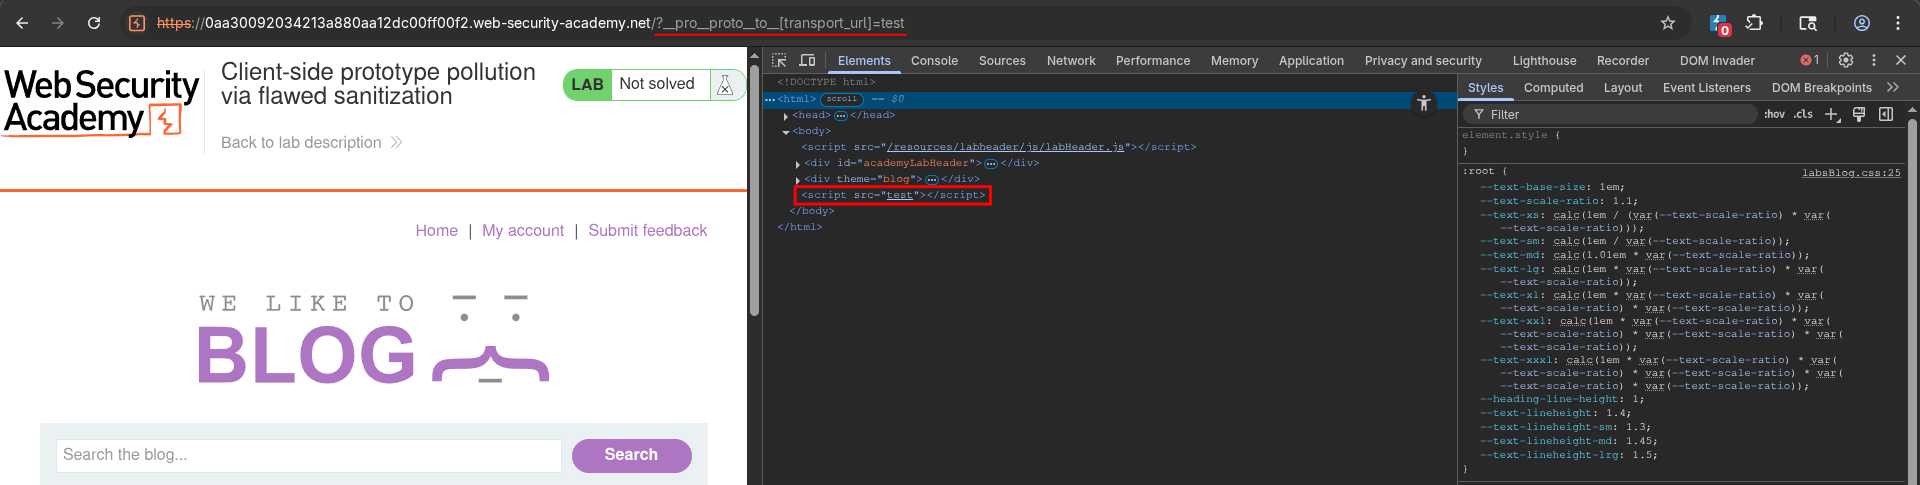 https://0aa30092034213a880aa12dc00ff00f2.web-security-academy.net/?__pro__proto__to__[transport_url]=test
0
WebSecurity
Academy
Client-side prototype pollution
via flawed sanitization
LAB Not solved
Back to lab description
Home | My account | Submit feedback
WE LIKE TO
BLOG
Search the blog...
Search
Elements Console Sources Network Performance Memory Application Privacy and security Lighthouse Recorder DOM Invader 1
<!DOCTYPE html>
<html> scroll == $0
<head> </head>
<body>
<script src="/resources/labheader/js/labHeader.js"></script>
<div id="academyLabHeader"> </div>
<div theme="blog"> </div>
<script src="test"></script>
</body>
</html>
Styles Computed Layout Event Listeners DOM Breakpoints
Filter :hov .cls
element.style {
}
:root { labsBlog.css:25
--text-base-size: 1em;
--text-scale-ratio: 1.1;
--text-xs: calc(1em / (var(--text-scale-ratio) * var(
--text-scale-ratio)));
--text-sm: calc(1em / var(--text-scale-ratio));
--text-md: calc(1.01em * var(--text-scale-ratio));
--text-lg: calc(1em * var(--text-scale-ratio) * var(
--text-scale-ratio));
--text-xl: calc(1em * var(--text-scale-ratio) * var(
--text-scale-ratio) * var(--text-scale-ratio));
--text-xxl: calc(1em * var(--text-scale-ratio) * var(
--text-scale-ratio) * var(--text-scale-ratio) * var(
--text-scale-ratio));
--text-xxxl: calc(1em * var(--text-scale-ratio) * var(
--text-scale-ratio) * var(--text-scale-ratio) * var(
--text-scale-ratio) * var(--text-scale-ratio));
--heading-line-height: 1;
--text-lineheight: 1.4;
--text-lineheight-sm: 1.3;
--text-lineheight-md: 1.45;
--text-lineheight-lrg: 1.5;
}